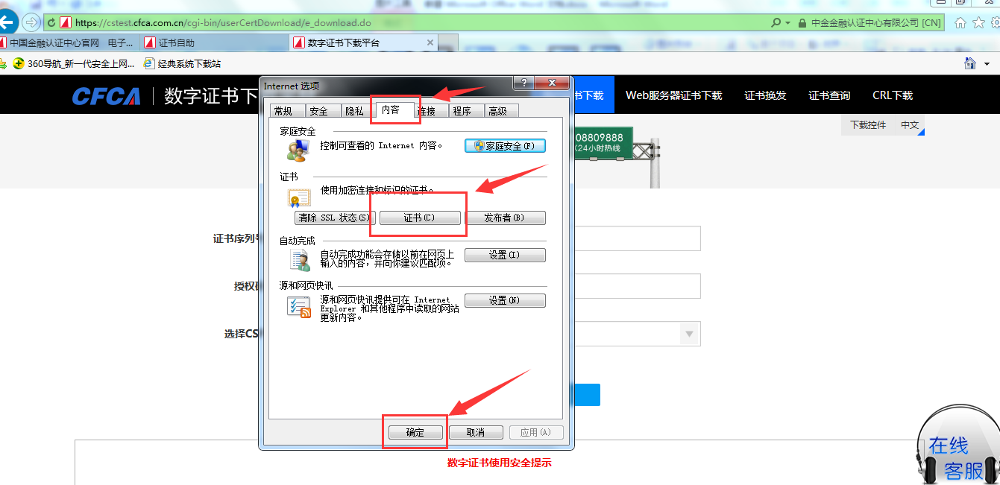 https://cstest.cfca.com.cn/cgi-bin/userCertDownload/e_download.do
中金金融认证中心有限公司 [CN]
中国金融认证中心官网 电子...
证书自助
数字证书下载平台
360导航_新一代安全上网...
经典系统下载站
CFCA
数字证书下
书下载
Web服务器证书下载
证书换发
证书查询
CRL下载
下载控件
中文
08809888
X24小时热线
Internet 选项
常规
安全
隐私
内容
连接
程序
高级
家庭安全
控制可查看的 Internet 内容。
家庭安全(F)
证书
使用加密连接和标识的证书。
清除 SSL 状态(S)
证书(C)
发布者(B)
自动完成
自动完成功能会存储以前在网页上
输入的内容，并向你建议匹配项。
设置(I)
源和网页快讯
源和网页快讯提供可在 Internet
Explorer 和其他程序中读取的网站
更新内容。
设置(N)
确定
取消
应用(A)
证书序列号
授权码
选择CS
数字证书使用安全提示
在线
客服